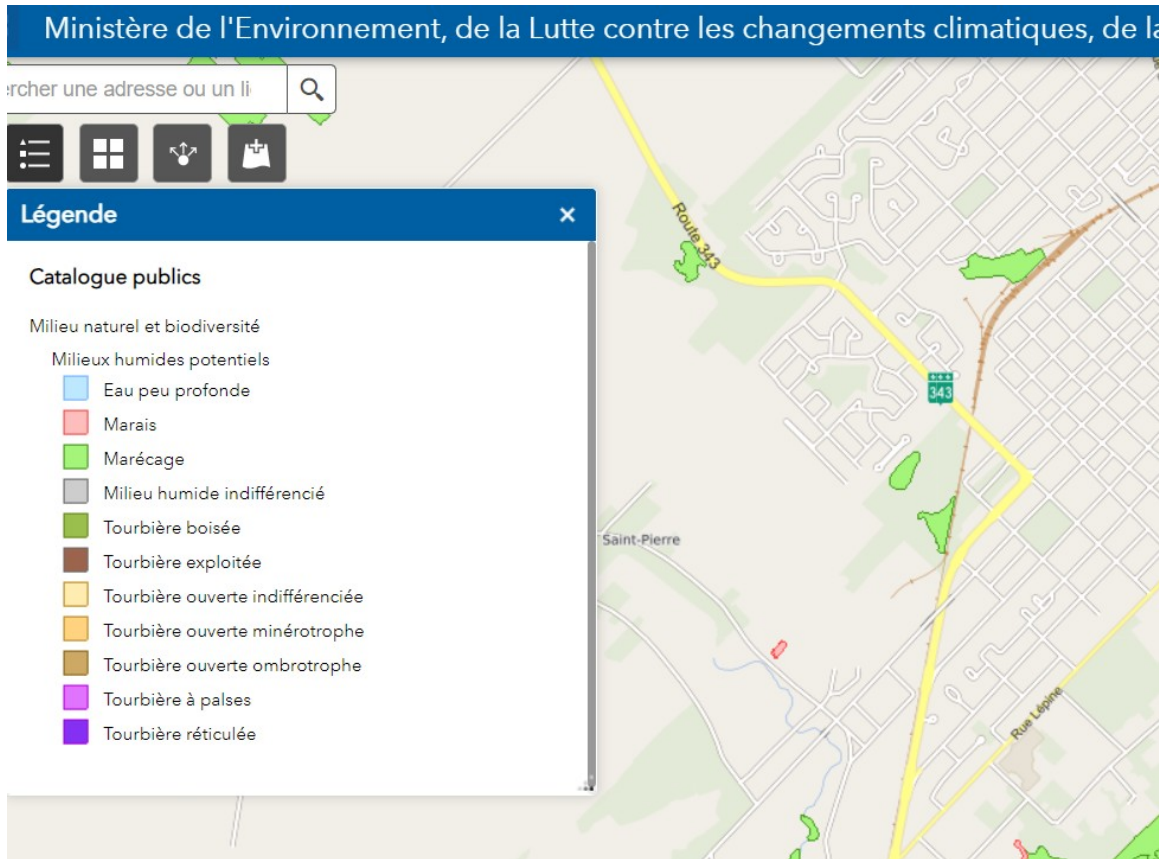 Ministère de l'Environnement, de la Lutte contre les changements climatiques, de la
ercher une adresse ou un li
Légende
×
Catalogue publics
Milieu naturel et biodiversité
Milieux humides potentiels
Eau peu profonde
Marais
Marécage
Milieu humide indifférencié
Tourbière boisée
Tourbière exploitée
Tourbière ouverte indifférenciée
Tourbière ouverte minérotrophe
Tourbière ouverte ombrotrophe
Tourbière à palses
Tourbière réticulée
Route 343
343
Saint-Pierre
Rue Lépine